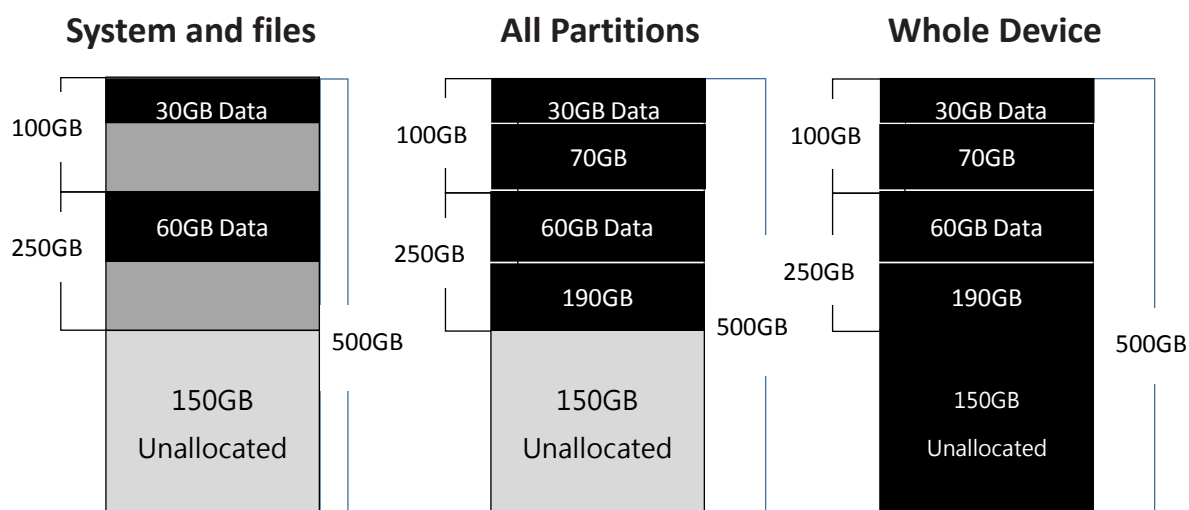 System and files
100GB
30GB Data
250GB
60GB Data
500GB
150GB
Unallocated
All Partitions
100GB
30GB Data
70GB
250GB
60GB Data
190GB
500GB
150GB
Unallocated
Whole Device
100GB
30GB Data
70GB
250GB
60GB Data
190GB
500GB
150GB
Unallocated